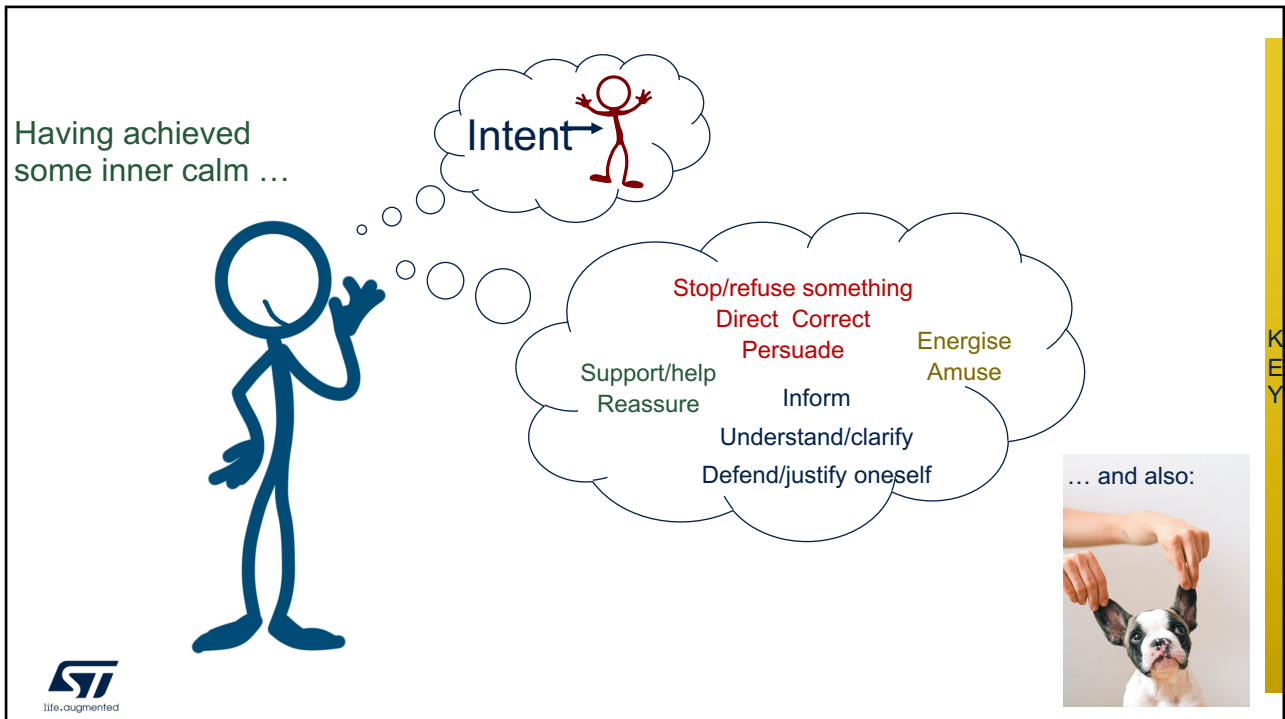 Having achieved
some inner calm …
Intent
Stop/refuse something
Direct Correct
Persuade
Energise
Amuse
Support/help
Reassure
Inform
Understand/clarify
Defend/justify oneself
… and also:
K
E
Y
ST
life.augmented